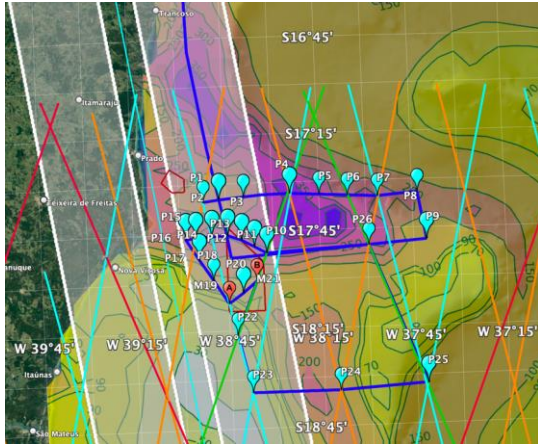 Trancoso
S16°45'
Itamaraju
S17°15'
Prado
P4
P1
P5
P6
P7
P2
P3
P8
Teixeira de Freitas
P15
P13
P9
P26
P16
P14
P12
P11
P10
S17°45'
P17
P18
Nova Viçosa
P20
B
M19
A
M21
P22
S18°15'
W 39°45'
W 39°15'
W 38°45'
W 38°15'
W 37°45'
W 37°15'
200
70
100
P25
Itaúnas
P23
P24
São Mateus
S18°45'